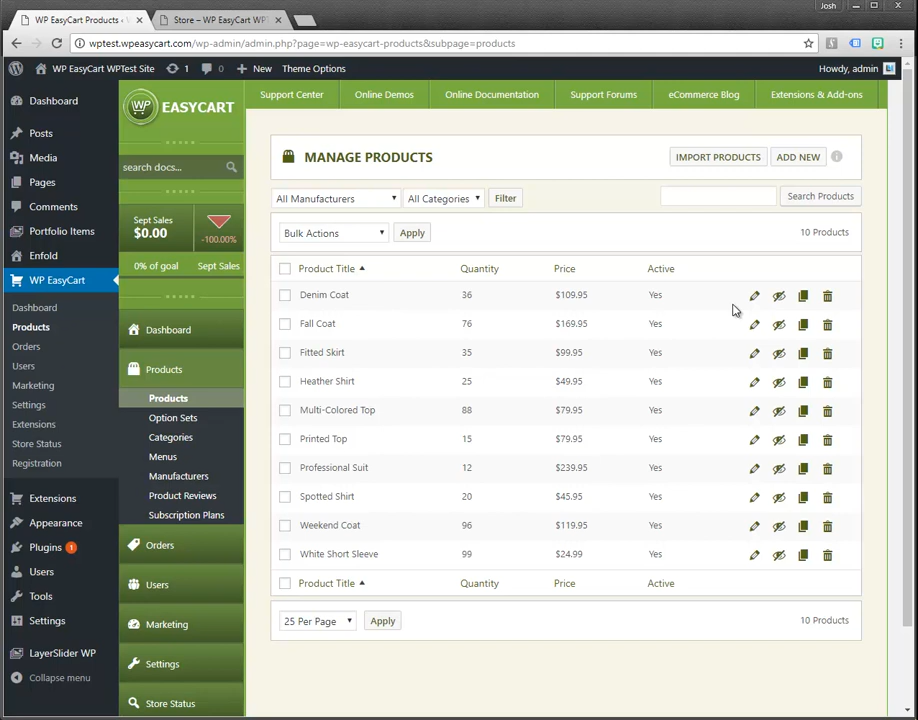 Josh
WP EasyCart Products ‹ W
Store – WP EasyCart WPT
wptest.wpeasycart.com/wp-admin/admin.php?page=wp-easycart-products&subpage=products
WP EasyCart WPTest Site 1 0 New Theme Options Howdy, admin
Dashboard
Posts
Media
Pages
Comments
Portfolio Items
Enfold
WP EasyCart
Dashboard
Products
Orders
Users
Marketing
Settings
Extensions
Store Status
Registration
Extensions
Appearance
Plugins 1
Users
Tools
Settings
LayerSlider WP
Collapse menu
WP EASYCART
search docs...
Sept Sales
$0.00
-100.00%
0% of goal Sept Sales
Dashboard
Products
Products
Option Sets
Categories
Menus
Manufacturers
Product Reviews
Subscription Plans
Orders
Users
Marketing
Settings
Store Status
Support Center Online Demos Online Documentation Support Forums eCommerce Blog Extensions & Add-ons
MANAGE PRODUCTS IMPORT PRODUCTS ADD NEW
All Manufacturers All Categories Filter Search Products
Bulk Actions Apply 10 Products
Product Title Quantity Price Active
Denim Coat 36 $109.95 Yes
Fall Coat 76 $169.95 Yes
Fitted Skirt 35 $99.95 Yes
Heather Shirt 25 $49.95 Yes
Multi-Colored Top 88 $79.95 Yes
Printed Top 15 $79.95 Yes
Professional Suit 12 $239.95 Yes
Spotted Shirt 20 $45.95 Yes
Weekend Coat 96 $119.95 Yes
White Short Sleeve 99 $24.99 Yes
Product Title Quantity Price Active
25 Per Page Apply 10 Products